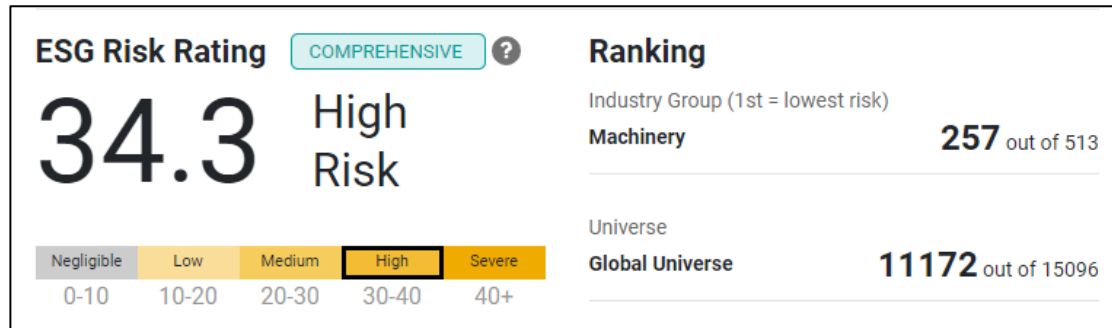 ESG Risk Rating COMPREHENSIVE ?
34.3 High
Risk
Negligible Low Medium High Severe
0-10 10-20 20-30 30-40 40+
Ranking
Industry Group (1st = lowest risk)
Machinery 257 out of 513
Universe
Global Universe 11172 out of 15096